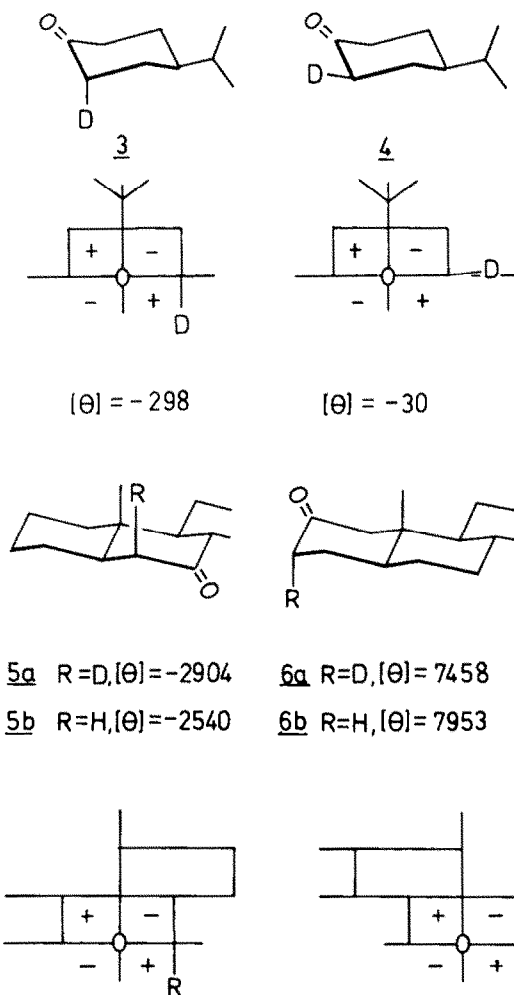 O O
D D
3 4
+ - + -
O O
- + - +
D D
[Θ] = -298 [Θ] = -30
R O
O R
5a R=D,[Θ]=-2904 6a R=D,[Θ]=7458
5b R=H,[Θ]=-2540 6b R=H,[Θ]=7953
+ - + -
O O
- + - +
R